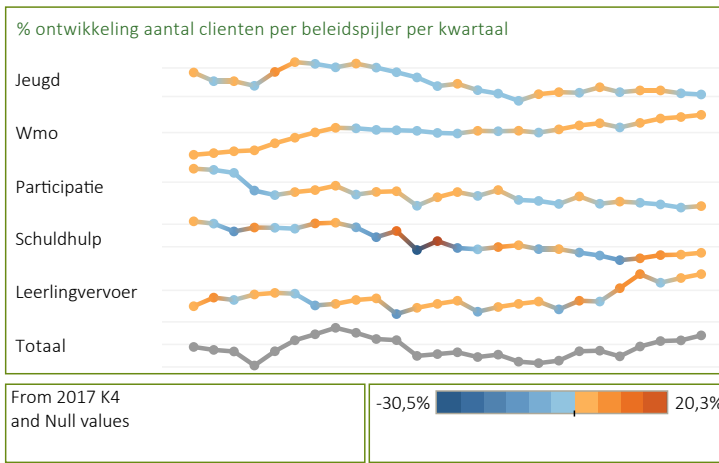 % ontwikkeling aantal clienten per beleidspijler per kwartaal
Jeugd
Wmo
Participatie
Schuldhulp
Leerlingvervoer
Totaal
From 2017 K4
and Null values
-30,5% 20,3%